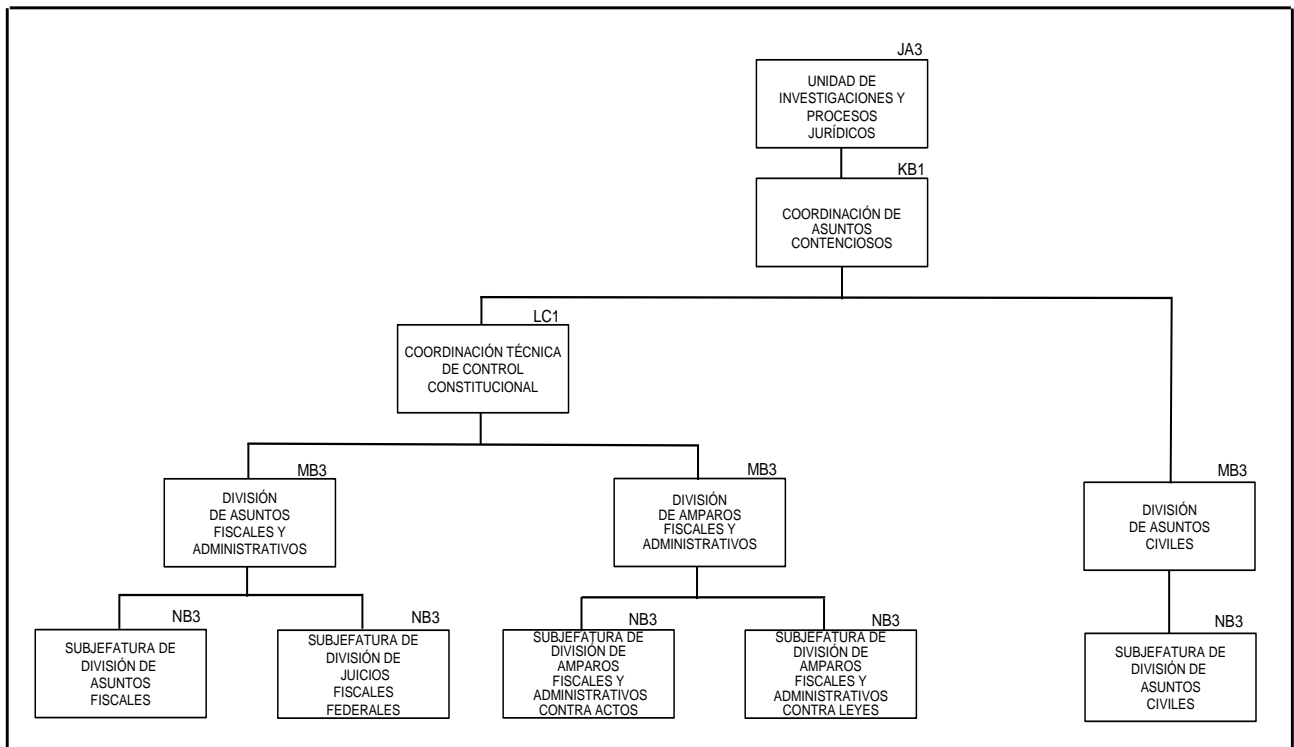 JA3
UNIDAD DE
INVESTIGACIONES Y
PROCESOS
JURÍDICOS
KB1
COORDINACIÓN DE
ASUNTOS
CONTENCIOSOS
LC1
COORDINACIÓN TÉCNICA
DE CONTROL
CONSTITUCIONAL
MB3
DIVISIÓN
DE ASUNTOS
FISCALES Y
ADMINISTRATIVOS
MB3
DIVISIÓN
DE AMPAROS
FISCALES Y
ADMINISTRATIVOS
MB3
DIVISIÓN
DE ASUNTOS
CIVILES
NB3
SUBJEFATURA DE
DIVISIÓN DE
ASUNTOS
FISCALES
NB3
SUBJEFATURA DE
DIVISIÓN DE
JUICIOS
FISCALES
FEDERALES
NB3
SUBJEFATURA DE
DIVISIÓN DE
AMPAROS
FISCALES Y
ADMINISTRATIVOS
CONTRA ACTOS
NB3
SUBJEFATURA DE
DIVISIÓN DE
AMPAROS
FISCALES Y
ADMINISTRATIVOS
CONTRA LEYES
NB3
SUBJEFATURA DE
DIVISIÓN DE
ASUNTOS
CIVILES